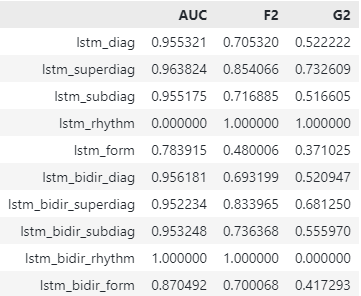 AUC F2 G2
lstm_diag 0.955321 0.705320 0.522222
lstm_superdiag 0.963824 0.854066 0.732609
lstm_subdiag 0.955175 0.716885 0.516605
lstm_rhythm 0.000000 1.000000 1.000000
lstm_form 0.783915 0.480006 0.371025
lstm_bidir_diag 0.956181 0.693199 0.520947
lstm_bidir_superdiag 0.952234 0.833965 0.681250
lstm_bidir_subdiag 0.953248 0.736368 0.555970
lstm_bidir_rhythm 1.000000 1.000000 0.000000
lstm_bidir_form 0.870492 0.700068 0.417293